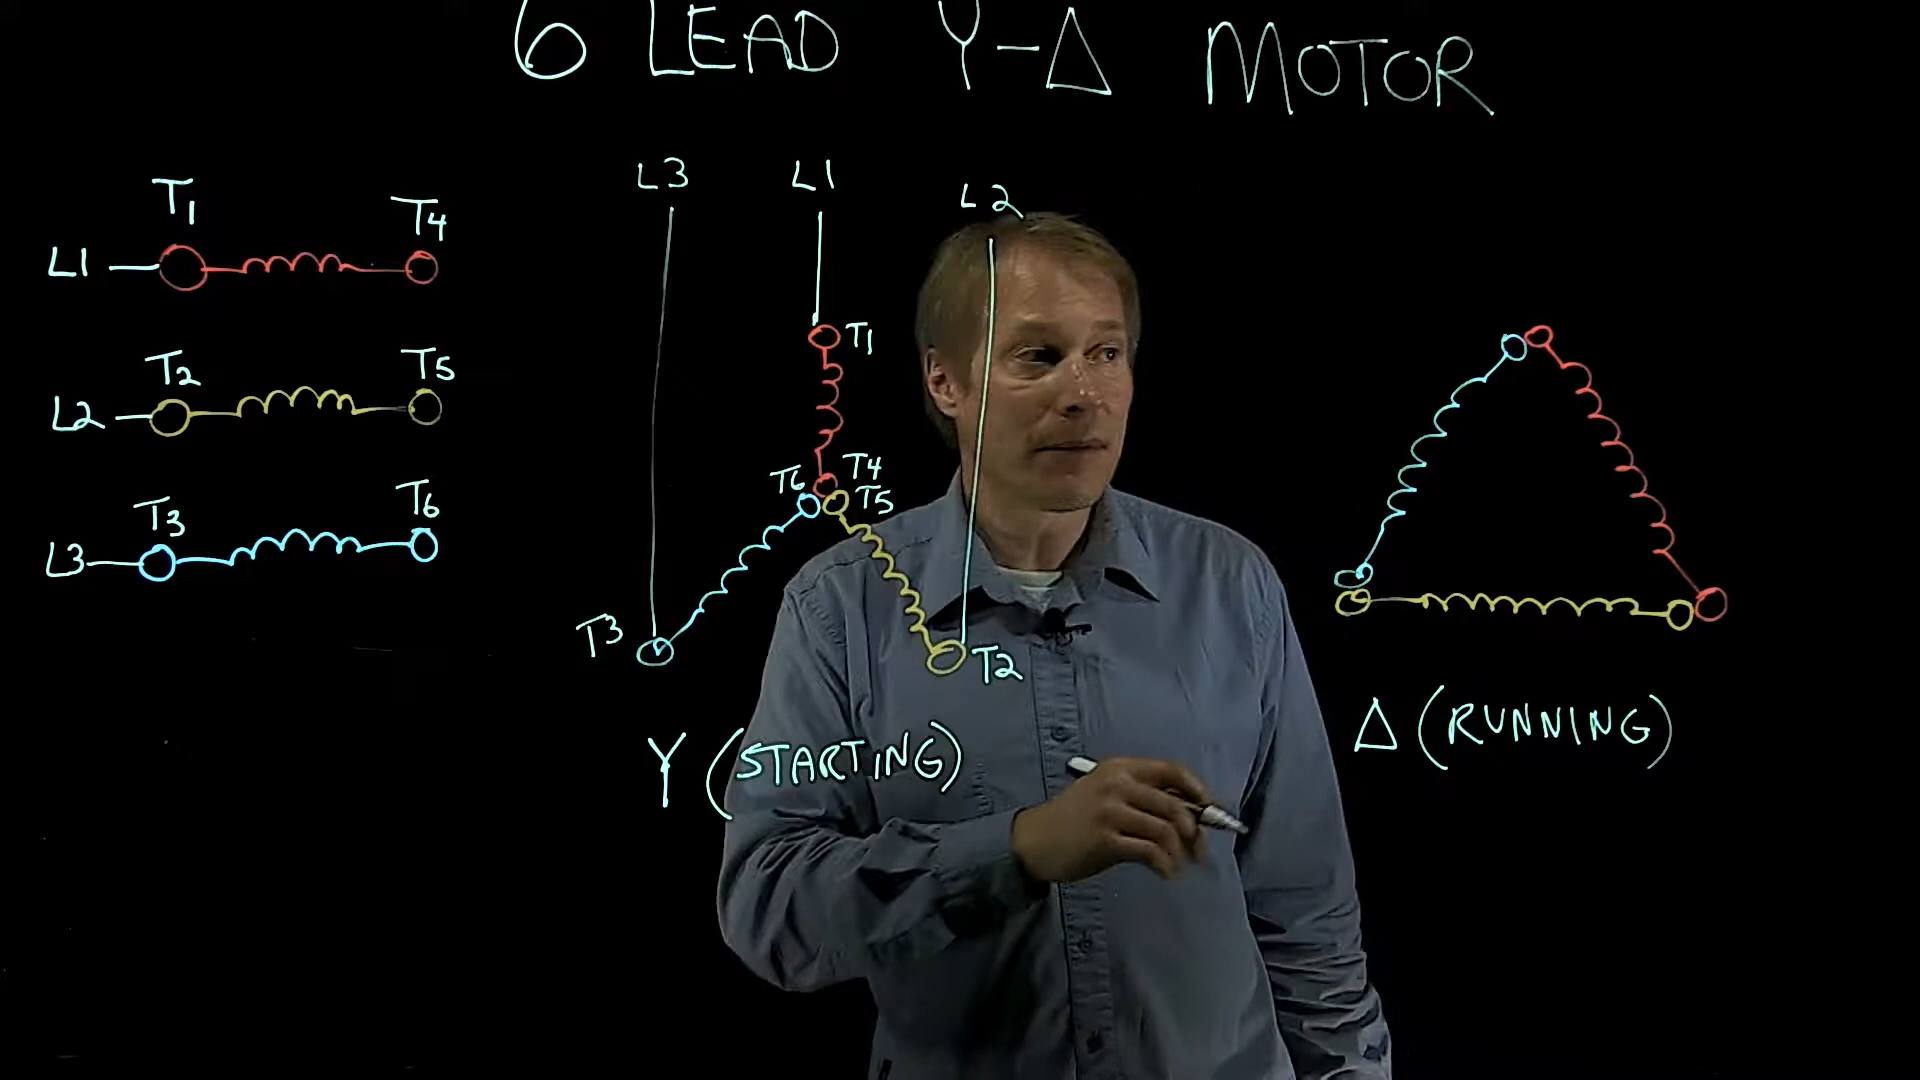 6 LEAD Y-Δ MOTOR
T1
T4
L1
T2
T5
L2
T3
T6
L3
L3
L1
L2
T1
T6
T4
T5
T3
T2
Y (STARTING)
Δ (RUNNING)